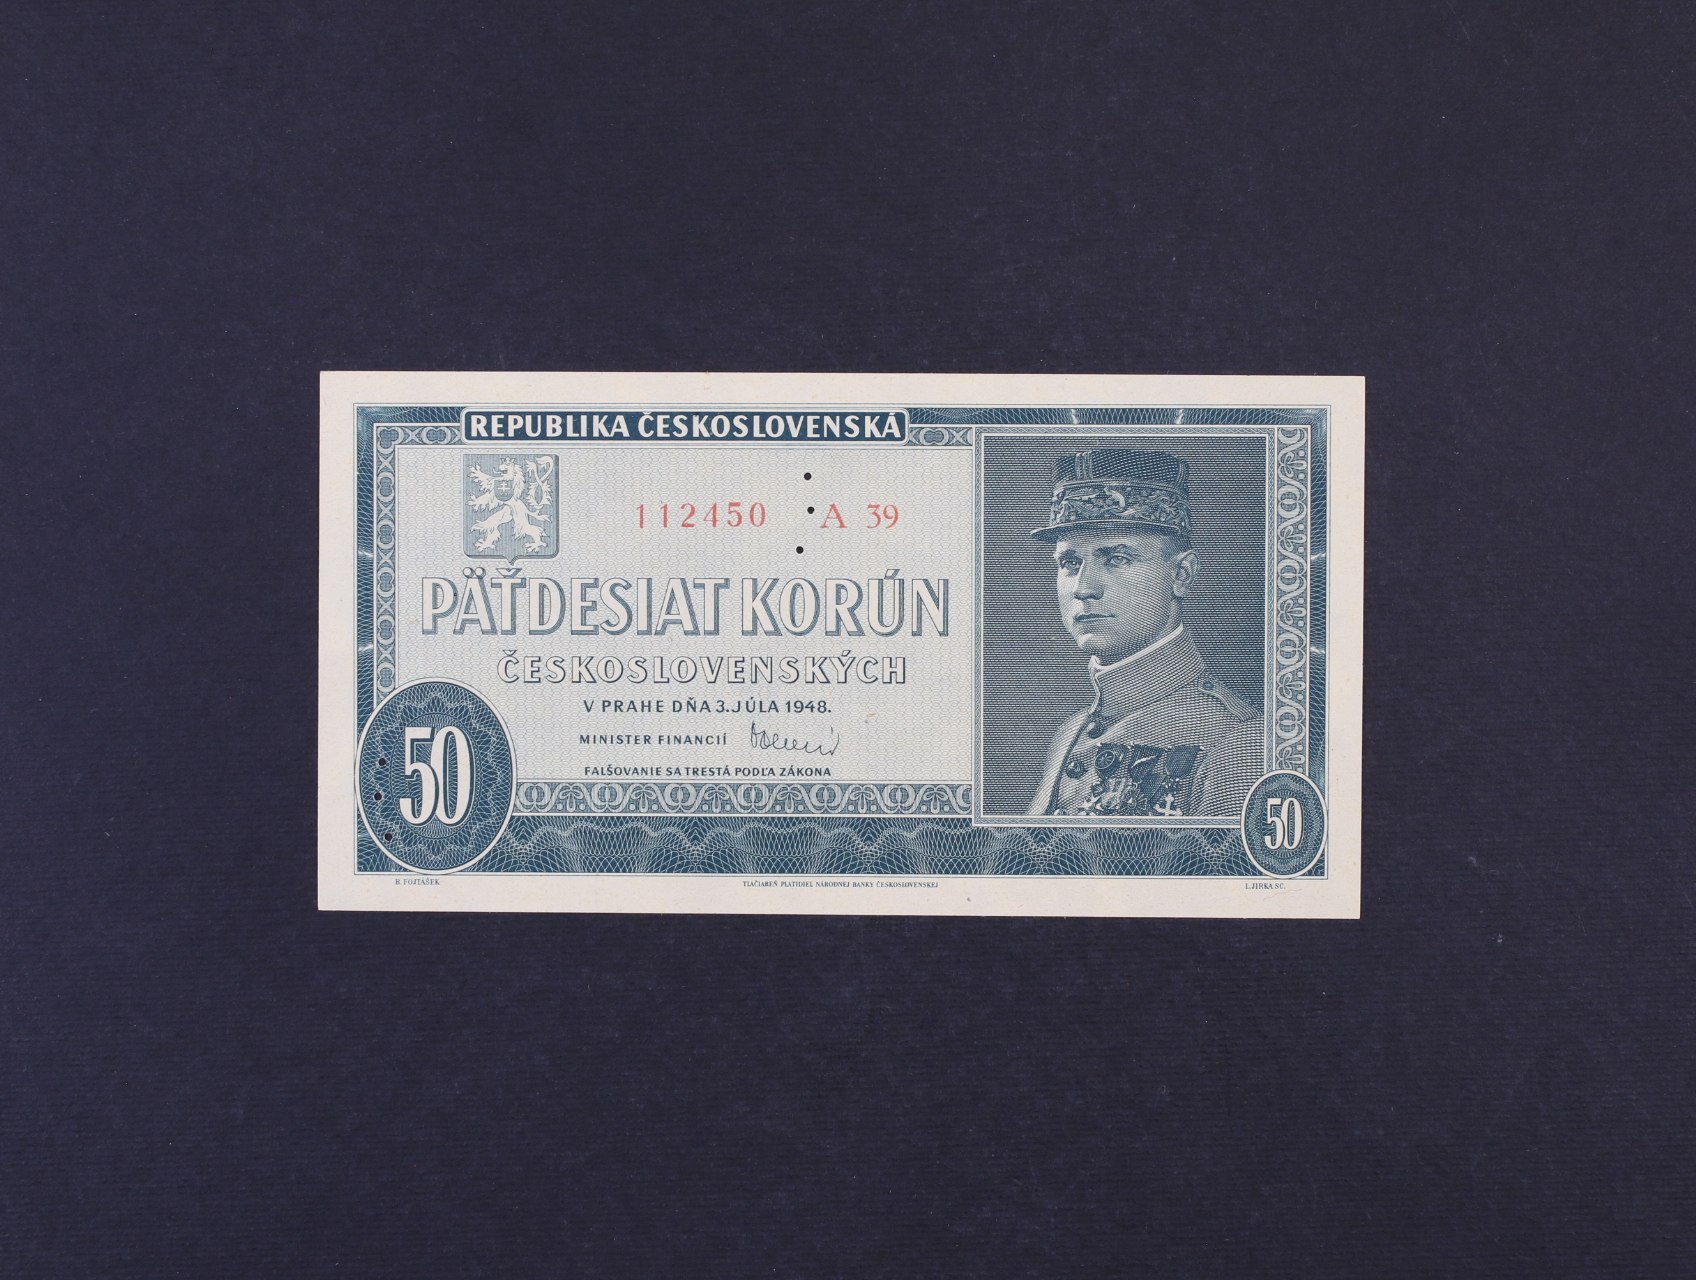 REPUBLIKA ČESKOSLOVENSKÁ
112450 A 39
PÄŤDESIAT KORÚN
ČESKOSLOVENSKÝCH
V PRAHE DŇA 3. JÚLA 1948.
MINISTER FINANCIÍ
FALŠOVANIE SA TRESTÁ PODĽA ZÁKONA
50
50
B. FOJTÁŠEK
TLAČIAREŇ PLATIDIEL NÁRODNEJ BANKY ČESKOSLOVENSKEJ
L. JIRKA SC.